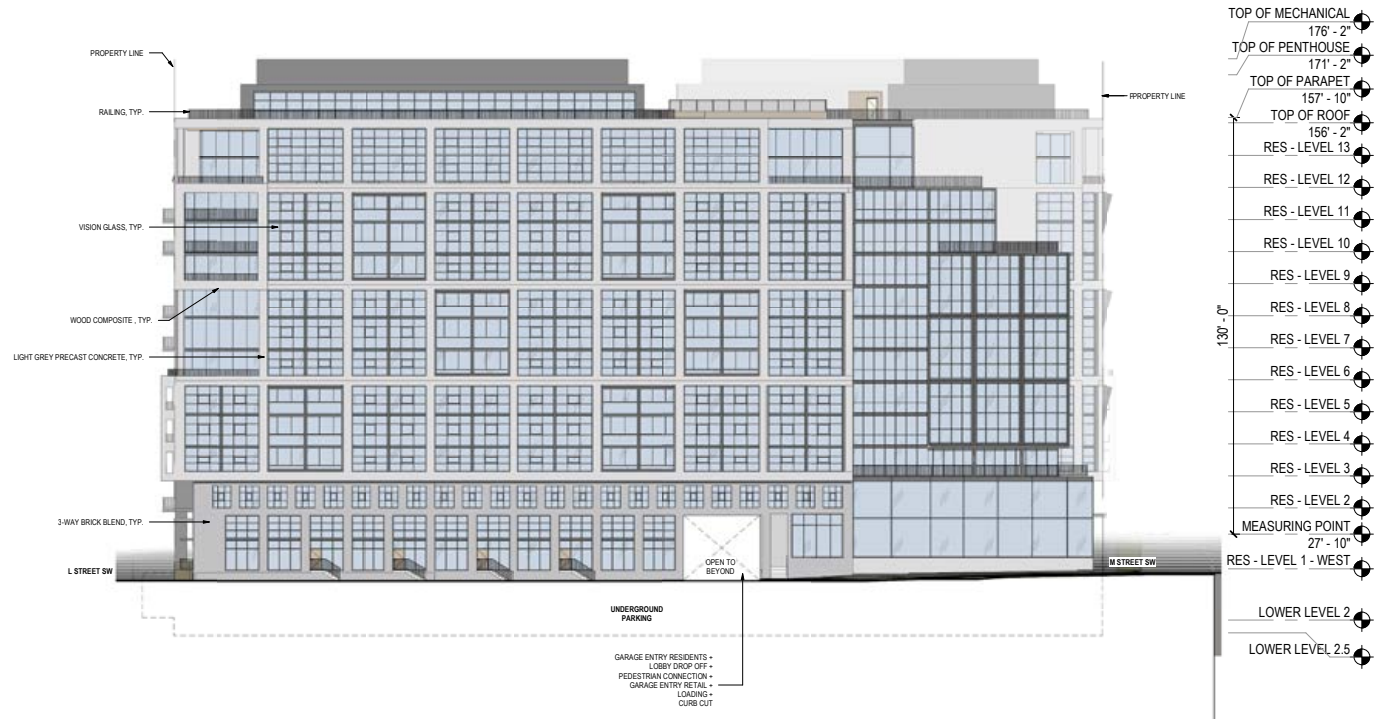 PROPERTY LINE
RAILING, TYP.
VISION GLASS, TYP.
WOOD COMPOSITE , TYP.
LIGHT GREY PRECAST CONCRETE, TYP.
3-WAY BRICK BLEND, TYP.
L STREET SW
OPEN TO
BEYOND
UNDERGROUND
PARKING
GARAGE ENTRY RESIDENTS +
LOBBY DROP OFF +
PEDESTRIAN CONNECTION +
GARAGE ENTRY RETAIL +
LOADING +
CURB CUT
PROPERTY LINE
M STREET SW
130' - 0"
TOP OF MECHANICAL
176' - 2"
TOP OF PENTHOUSE
171' - 2"
TOP OF PARAPET
157' - 10"
TOP OF ROOF
156' - 2"
RES - LEVEL 13
RES - LEVEL 12
RES - LEVEL 11
RES - LEVEL 10
RES - LEVEL 9
RES - LEVEL 8
RES - LEVEL 7
RES - LEVEL 6
RES - LEVEL 5
RES - LEVEL 4
RES - LEVEL 3
RES - LEVEL 2
MEASURING POINT
27' - 10"
RES - LEVEL 1 - WEST
LOWER LEVEL 2
LOWER LEVEL 2.5